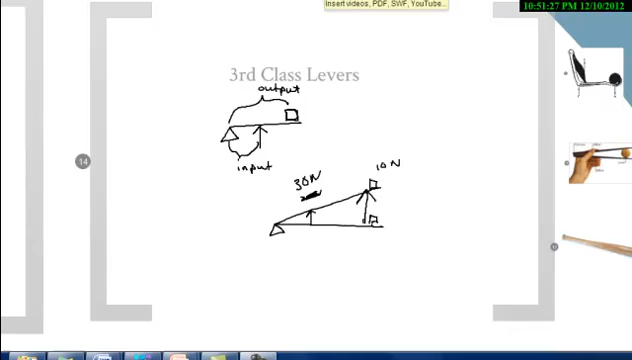 Insert videos, PDF, SWF, YouTube...
10:51:27 PM 12/10/2012
3rd Class Levers
output
14
input
30N
10N